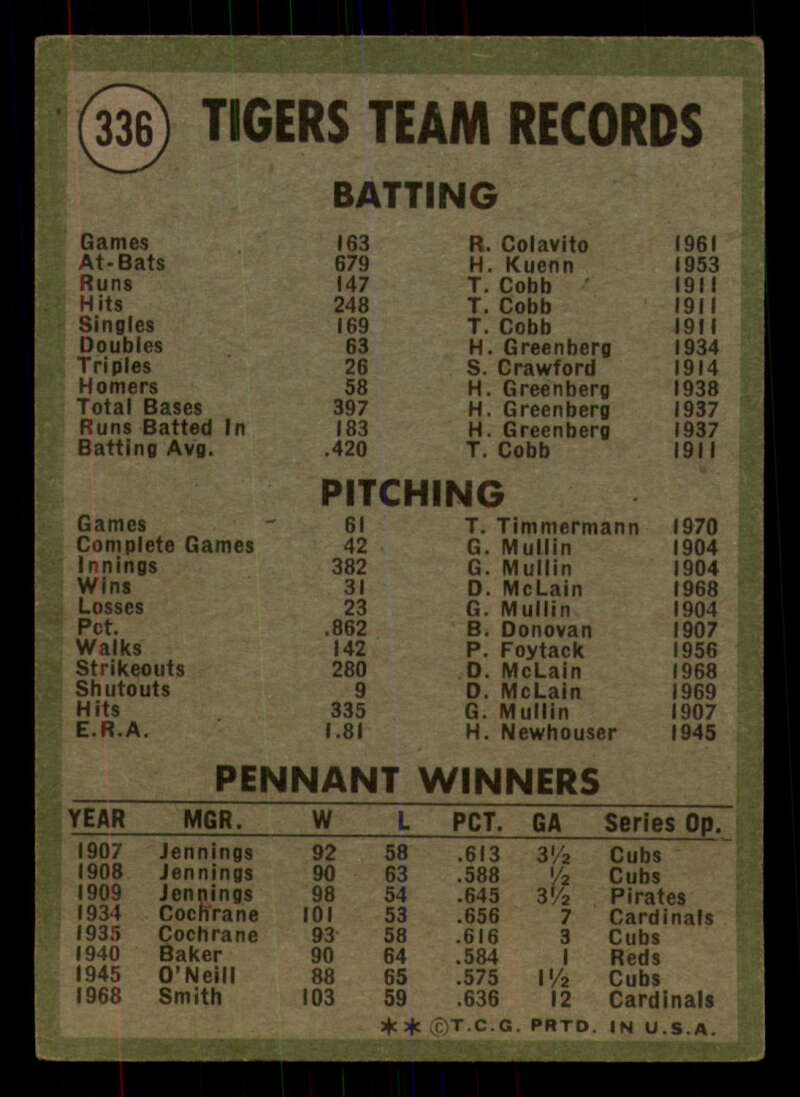 336 TIGERS TEAM RECORDS
BATTING
Games 163 R. Colavito 1961
At-Bats 679 H. Kuenn 1953
Runs 147 T. Cobb 1911
Hits 248 T. Cobb 1911
Singles 169 T. Cobb 1911
Doubles 63 H. Greenberg 1934
Triples 26 S. Crawford 1914
Homers 58 H. Greenberg 1938
Total Bases 397 H. Greenberg 1937
Runs Batted In 183 H. Greenberg 1937
Batting Avg. .420 T. Cobb 1911
PITCHING
Games 61 T. Timmermann 1970
Complete Games 42 G. Mullin 1904
Innings 382 G. Mullin 1904
Wins 31 D. McLain 1968
Losses 23 G. Mullin 1904
Pct. .862 B. Donovan 1907
Walks 142 P. Foytack 1956
Strikeouts 280 D. McLain 1968
Shutouts 9 D. McLain 1969
Hits 335 G. Mullin 1907
E.R.A. 1.81 H. Newhouser 1945
PENNANT WINNERS
YEAR MGR. W L PCT. GA Series Op.
1907 Jennings 92 58 .613 3½ Cubs
1908 Jennings 90 63 .588 ½ Cubs
1909 Jennings 98 54 .645 3½ Pirates
1934 Cochrane 101 53 .656 7 Cardinals
1935 Cochrane 93 58 .616 3 Cubs
1940 Baker 90 64 .584 1 Reds
1945 O'Neill 88 65 .575 1½ Cubs
1968 Smith 103 59 .636 12 Cardinals
** ©T.C.G. PRTD. IN U.S.A.